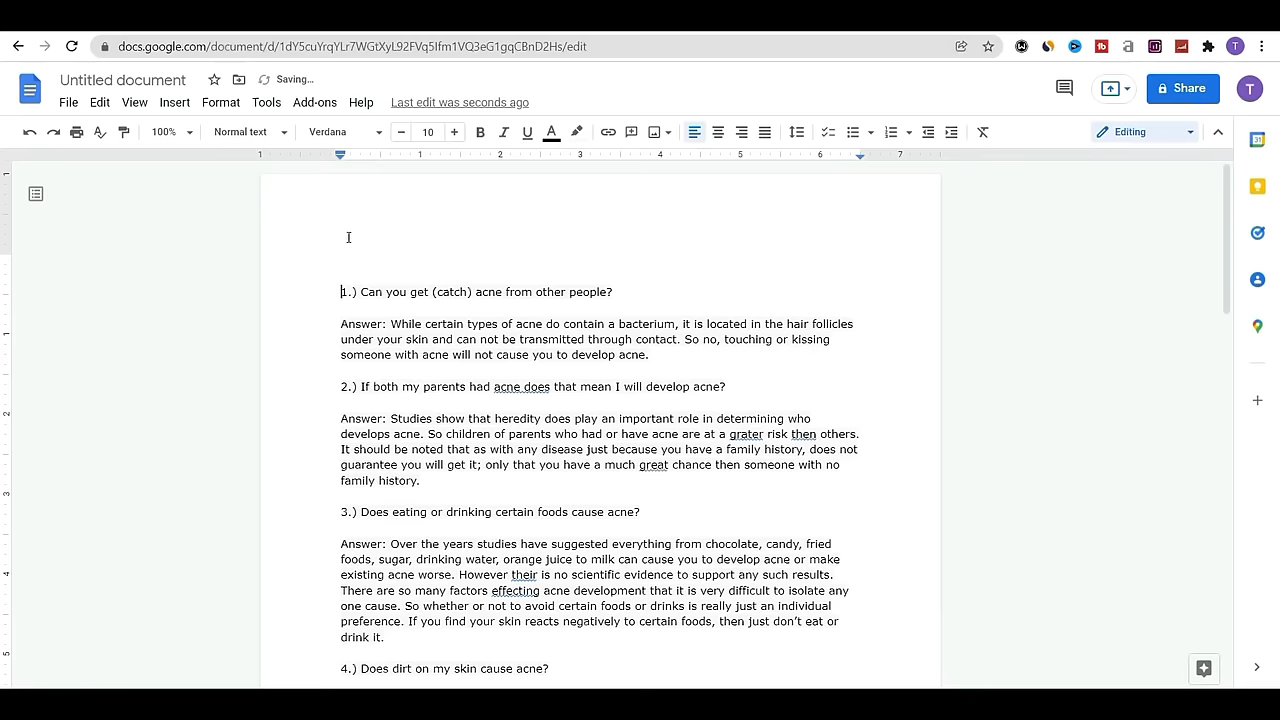 docs.google.com/document/d/1dY5cuYrqYLr7WGtXyL92FVq5Ifm1VQ3zG1gqCBnD2Hs/edit
T
Untitled document
Saving…
T
File Edit View Insert Format Tools Add-ons Help Last edit was seconds ago
Share
100% Normal text Verdana − 10 + B I U A Editing
1 1 2 3 4 5 6 7
1.) Can you get (catch) acne from other people?
Answer: While certain types of acne do contain a bacterium, it is located in the hair follicles
under your skin and can not be transmitted through contact. So no, touching or kissing
someone with acne will not cause you to develop acne.
2.) If both my parents had acne does that mean I will develop acne?
Answer: Studies show that heredity does play an important role in determining who
develops acne. So children of parents who had or have acne are at a grater risk then others.
It should be noted that as with any disease just because you have a family history, does not
guarantee you will get it; only that you have a much great chance then someone with no
family history.
3.) Does eating or drinking certain foods cause acne?
Answer: Over the years studies have suggested everything from chocolate, candy, fried
foods, sugar, drinking water, orange juice to milk can cause you to develop acne or make
existing acne worse. However their is no scientific evidence to support any such results.
There are so many factors effecting acne development that it is very difficult to isolate any
one cause. So whether or not to avoid certain foods or drinks is really just an individual
preference. If you find your skin reacts negatively to certain foods, then just don’t eat or
drink it.
4.) Does dirt on my skin cause acne?